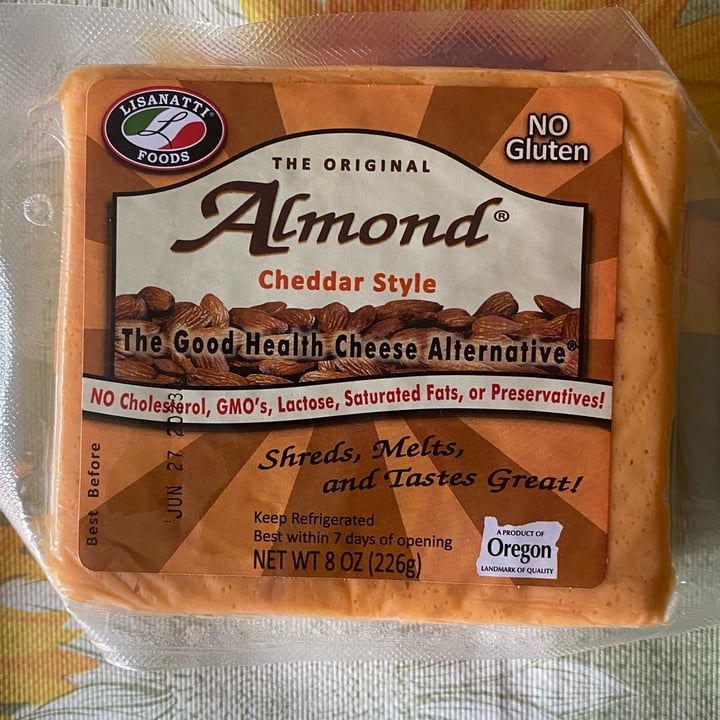 LISANATTI®
FOODS
NO
Gluten
THE ORIGINAL
Almond®
Cheddar Style
The Good Health Cheese Alternative®
NO Cholesterol, GMO's, Lactose, Saturated Fats, or Preservatives!
Shreds, Melts,
and Tastes Great!
Best Before
JUN 27 2023
Keep Refrigerated
Best within 7 days of opening
NET WT 8 OZ (226g)
A PRODUCT OF
Oregon
LANDMARK OF QUALITY